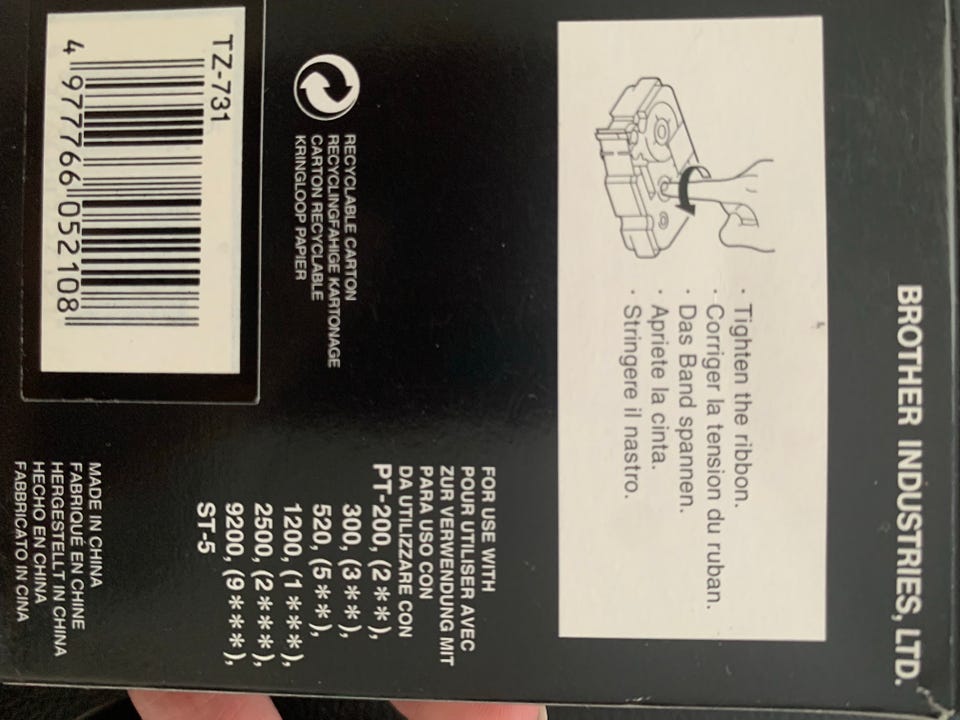 BROTHER INDUSTRIES, LTD.
· Tighten the ribbon.
· Corriger la tension du ruban.
· Das Band spannen.
· Apriete la cinta.
· Stringere il nastro.
FOR USE WITH
POUR UTILISER AVEC
ZUR VERWENDUNG MIT
PARA USO CON
DA UTILIZZARE CON
PT-200, (2✳✳),
300, (3✳✳),
520, (5✳✳),
1200, (1✳✳✳),
2500, (2✳✳✳),
9200, (9✳✳✳),
ST-5
RECYCLABLE CARTON
RECYCLINGFÄHIGE KARTONAGE
CARTON RECYCLABLE
KRINGLOOP PAPIER
TZ-731
4 977766 052108
MADE IN CHINA
FABRIQUÉ EN CHINE
HERGESTELLT IN CHINA
HECHO EN CHINA
FABBRICATO IN CINA